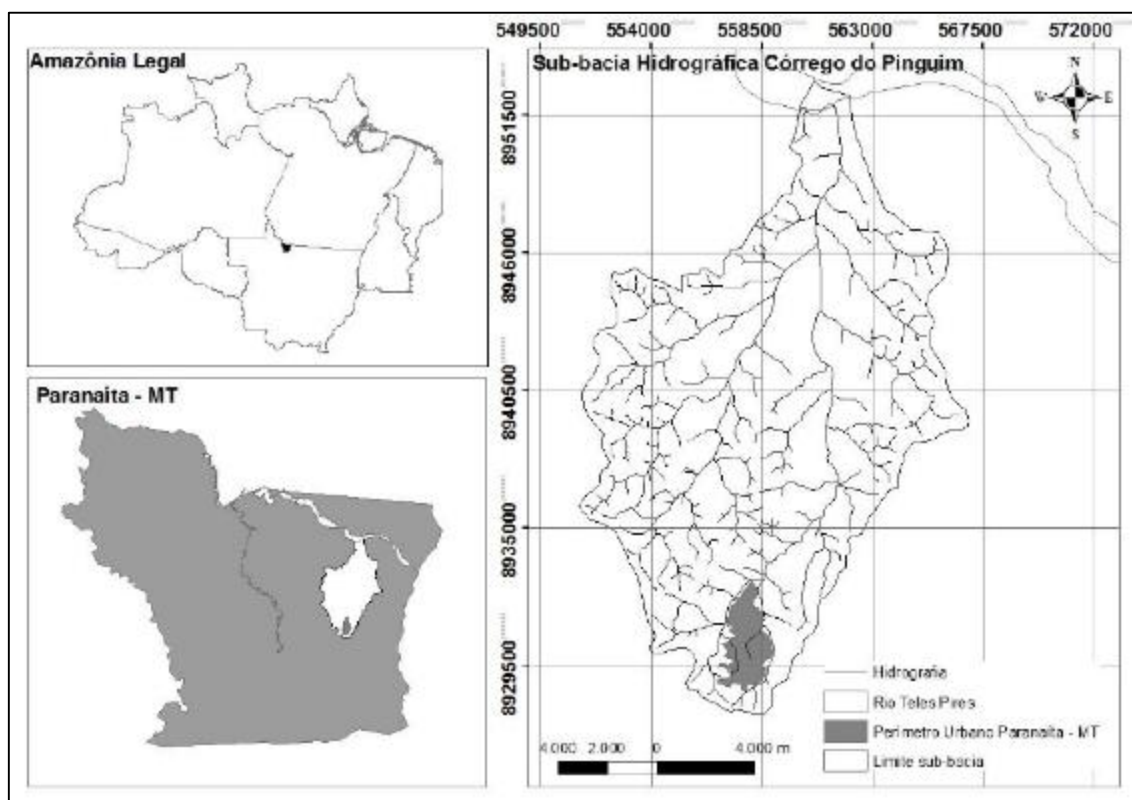 Amazônia Legal
Paranaita - MT
549500 554000 558500 563000 567500 572000
Sub-bacia Hidrográfica Córrego do Pinguim
N
W E
S
8951500
8946000
8940500
8935000
8929500
Hidrografia
Rio Teles Pires
Perímetro Urbano Paranaíta - MT
Limite sub-bacia
4.000 2.000 0 4.000 m